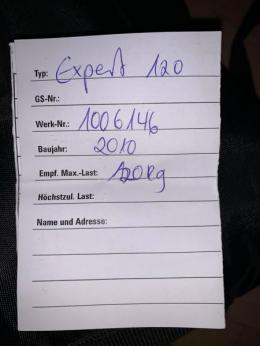 Typ: Expert 120
GS-Nr.:
Werk-Nr.: 1006146
Baujahr: 2010
Empf. Max.-Last: 120kg
Höchstzul. Last:
Name und Adresse: